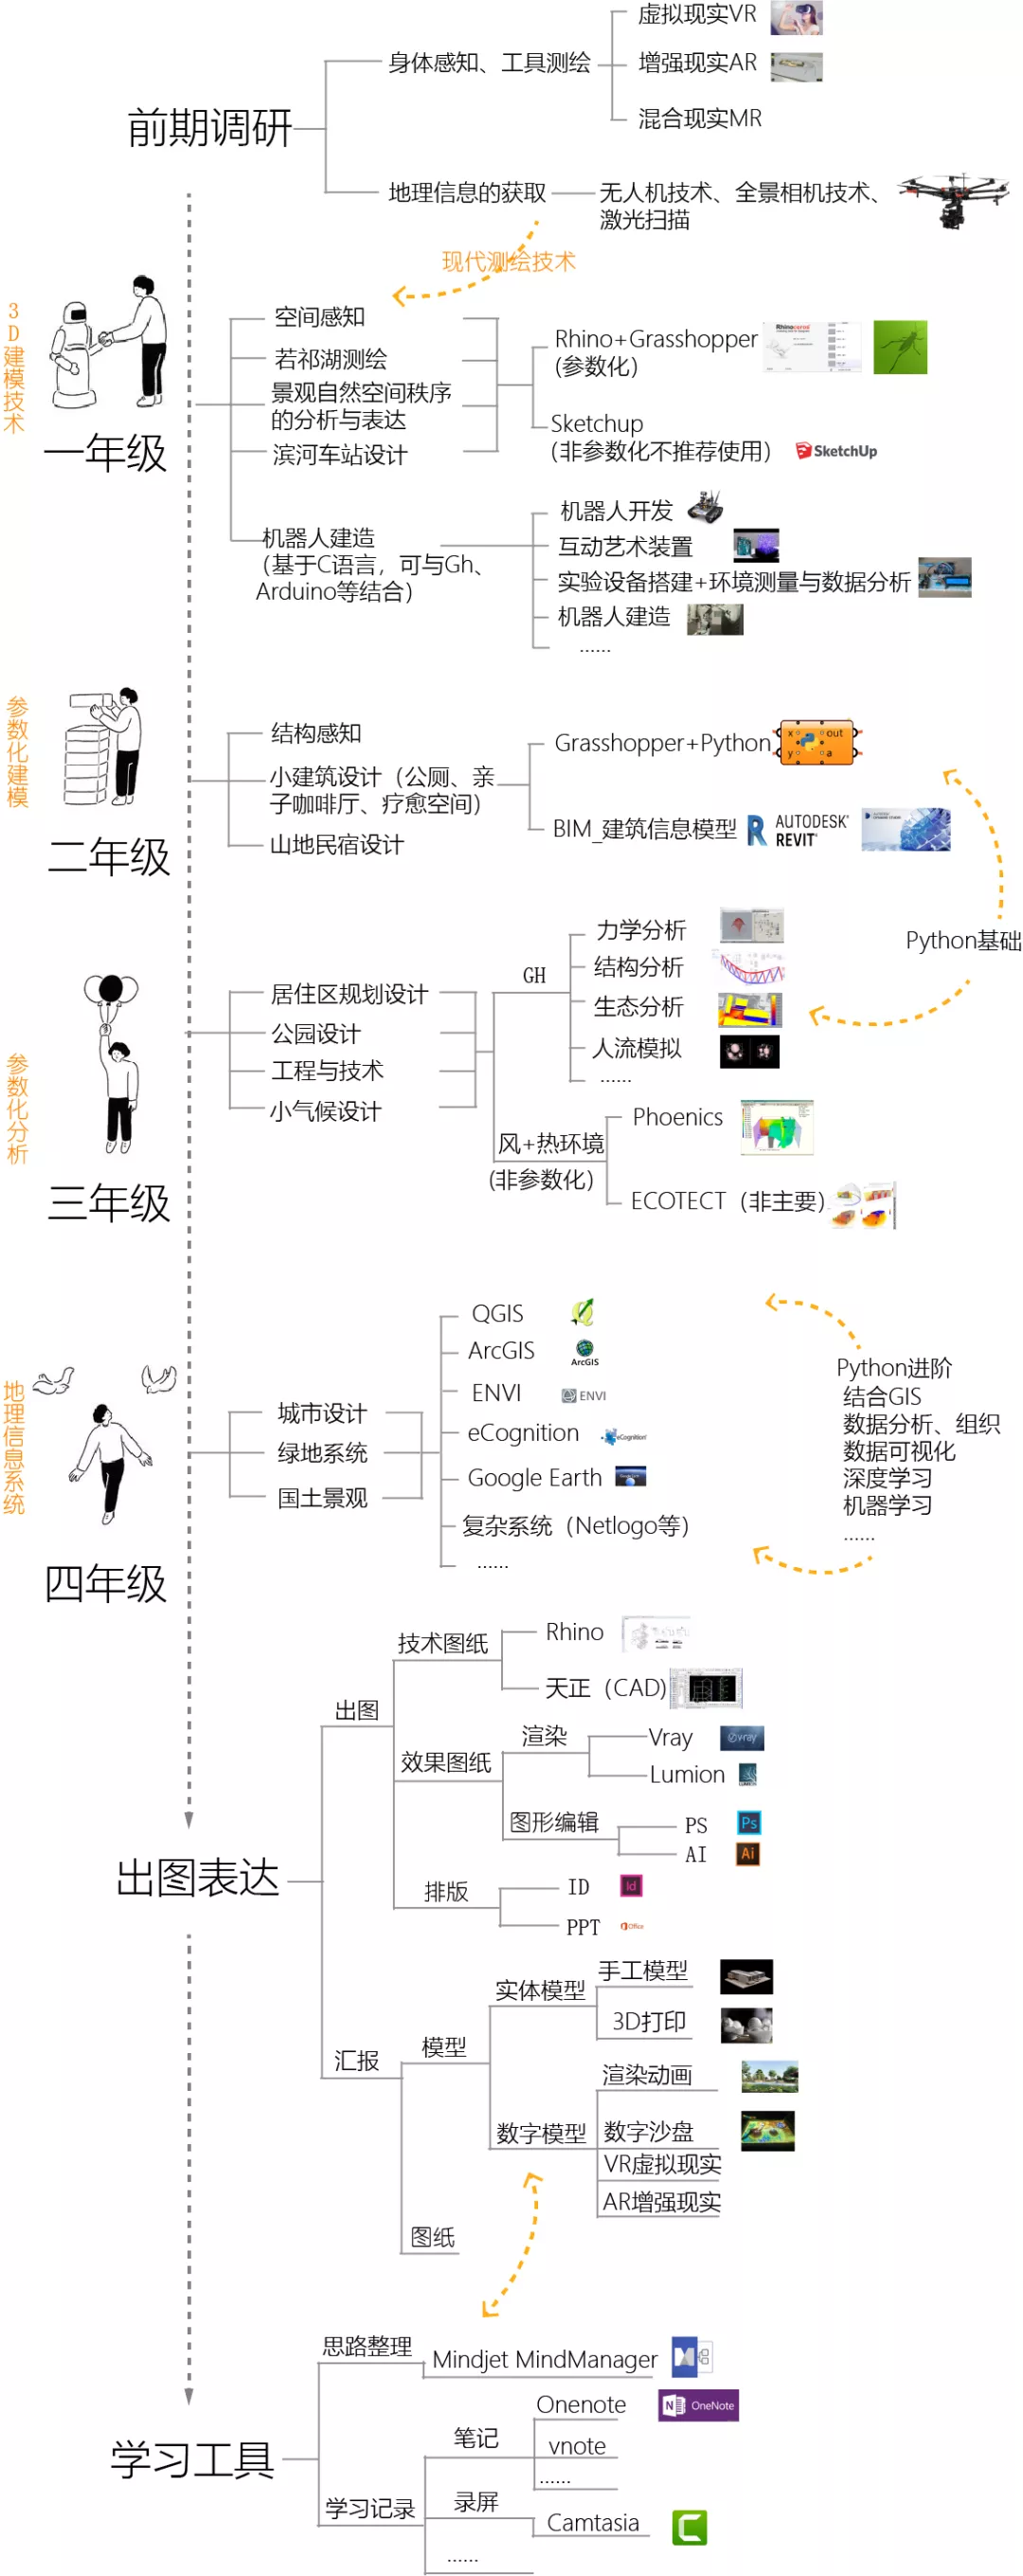 虚拟现实VR
身体感知、工具测绘
增强现实AR
混合现实MR
前期调研
地理信息的获取
无人机技术、全景相机技术、
激光扫描
现代测绘技术
3D建模技术
一年级
空间感知
若祁湖测绘
景观自然空间秩序
的分析与表达
滨河车站设计
Rhino+Grasshopper
(参数化)
Rhinoceros
Sketchup
(非参数化不推荐使用)
SketchUp
机器人建造
(基于C语言，可与Gh、
Arduino等结合)
机器人开发
互动艺术装置
实验设备搭建+环境测量与数据分析
机器人建造
......
参数化建模
二年级
结构感知
小建筑设计（公厕、亲
子咖啡厅、疗愈空间）
山地民宿设计
Grasshopper+Python
x out
y a
BIM_建筑信息模型
AUTODESK
REVIT
Python基础
参数化分析
三年级
居住区规划设计
公园设计
工程与技术
小气候设计
GH
力学分析
结构分析
生态分析
人流模拟
......
风+热环境
(非参数化)
Phoenics
ECOTECT（非主要）
地理信息系统
四年级
城市设计
绿地系统
国土景观
QGIS
ArcGIS
ArcGIS
ENVI
ENVI
eCognition
eCognition
Google Earth
复杂系统（Netlogo等）
......
Python进阶
结合GIS
数据分析、组织
数据可视化
深度学习
机器学习
......
出图表达
出图
技术图纸
Rhino
天正（CAD)
效果图纸
渲染
Vray
vray
Lumion
LUMION
图形编辑
PS
Ps
AI
Ai
排版
ID
Id
PPT
Office
汇报
模型
实体模型
手工模型
3D打印
数字模型
渲染动画
数字沙盘
VR虚拟现实
AR增强现实
图纸
学习工具
思路整理
Mindjet MindManager
学习记录
笔记
Onenote
N OneNote
vnote
......
录屏
Camtasia
......